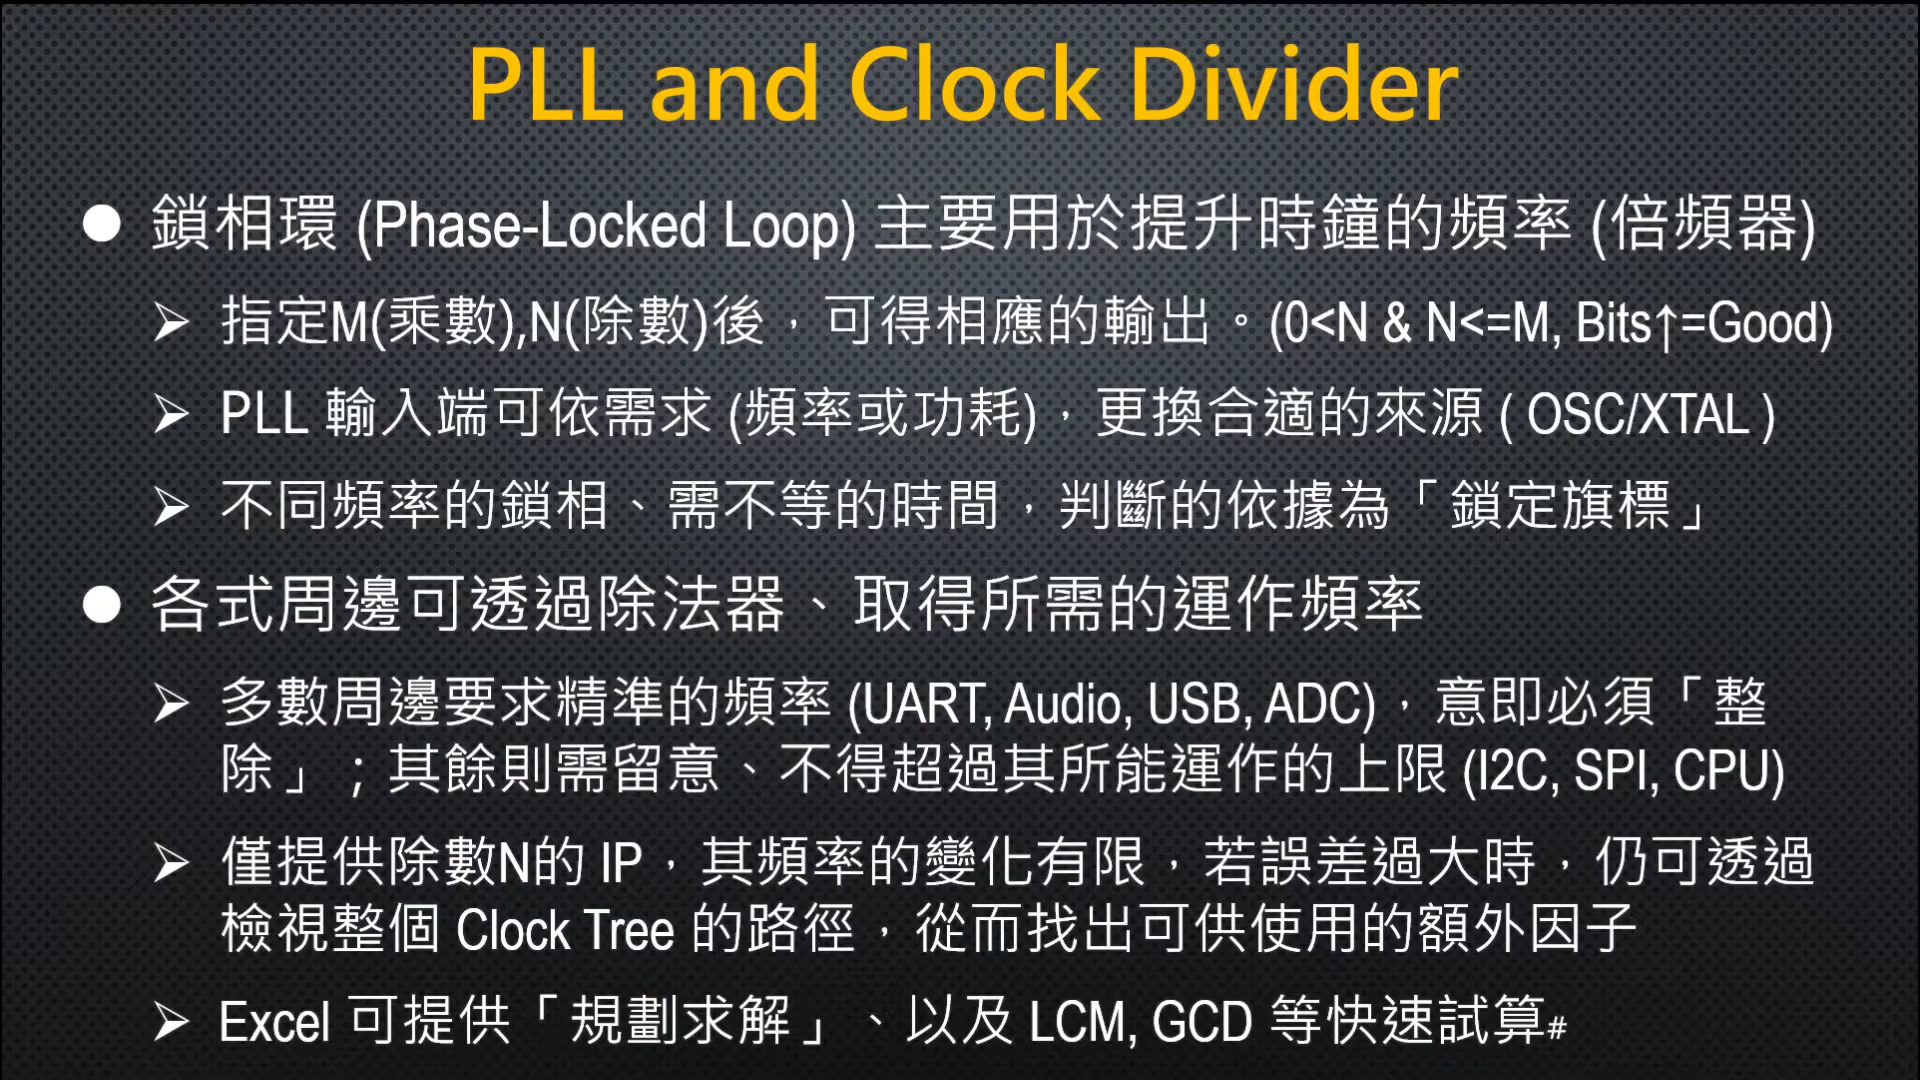 PLL and Clock Divider
● 鎖相環 (Phase-Locked Loop) 主要用於提升時鐘的頻率 (倍頻器)
➢ 指定M(乘數),N(除數)後，可得相應的輸出。(0<N & N<=M, Bits↑=Good)
➢ PLL 輸入端可依需求 (頻率或功耗)，更換合適的來源 ( OSC/XTAL )
➢ 不同頻率的鎖相、需不等的時間，判斷的依據為「鎖定旗標」
● 各式周邊可透過除法器、取得所需的運作頻率
➢ 多數周邊要求精準的頻率 (UART, Audio, USB, ADC)，意即必須「整
除」；其餘則需留意、不得超過其所能運作的上限 (I2C, SPI, CPU)
➢ 僅提供除數N的 IP，其頻率的變化有限，若誤差過大時，仍可透過
檢視整個 Clock Tree 的路徑，從而找出可供使用的額外因子
➢ Excel 可提供「規劃求解」、以及 LCM, GCD 等快速試算#